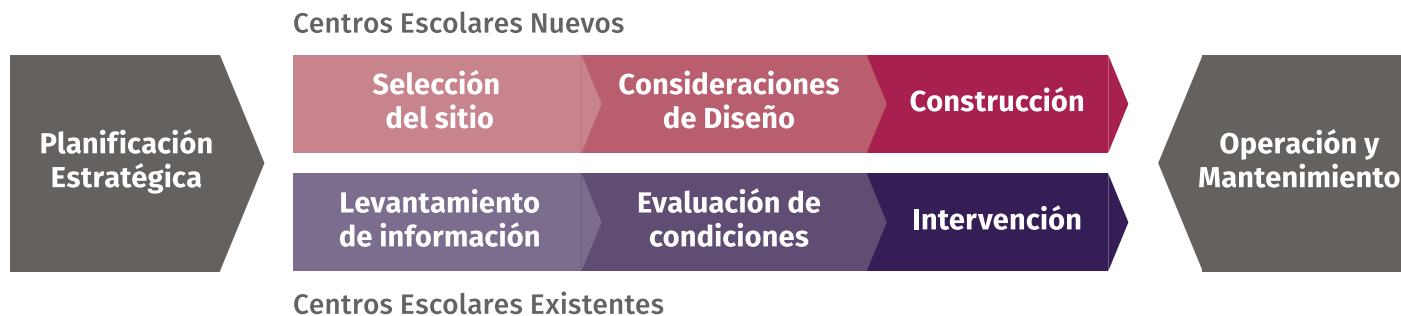 Centros Escolares Nuevos
Planificación
Estratégica
Selección
del sitio
Consideraciones
de Diseño
Construcción
Levantamiento
de información
Evaluación de
condiciones
Intervención
Operación y
Mantenimiento
Centros Escolares Existentes